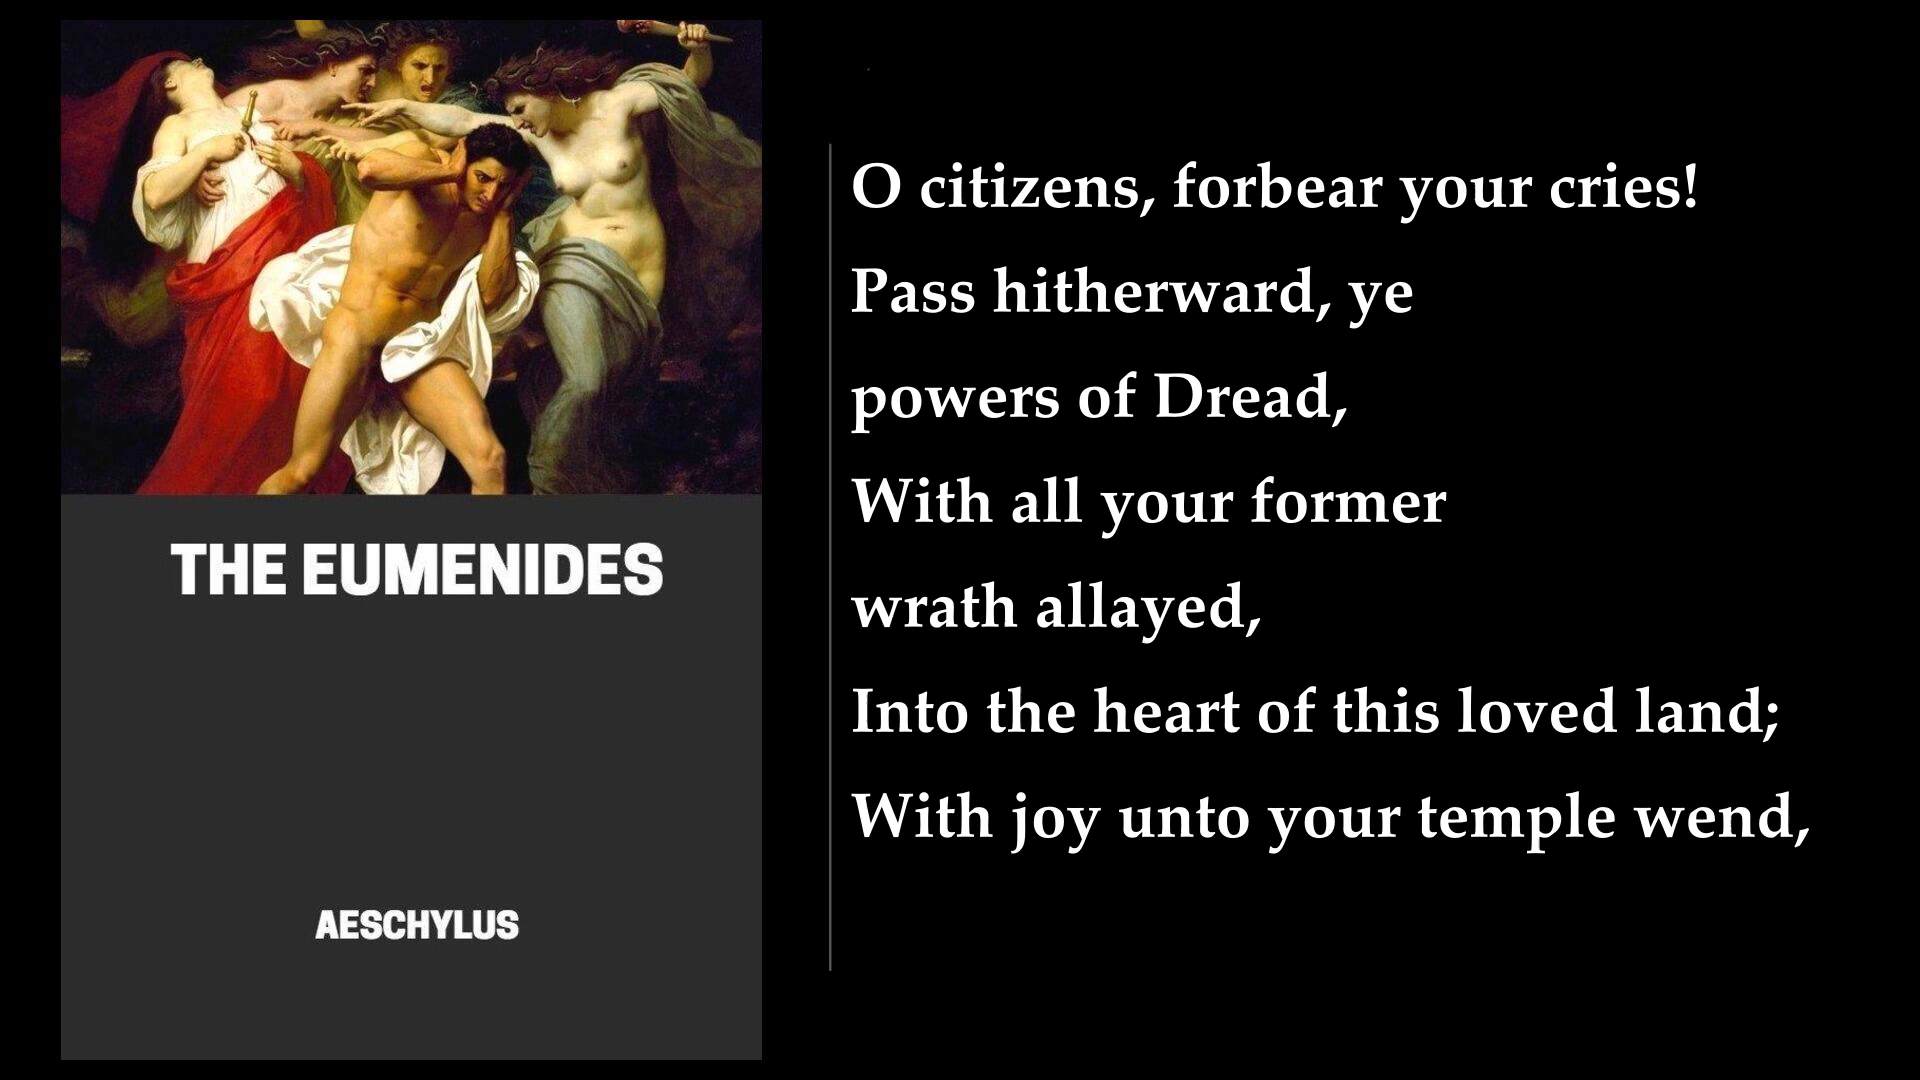 THE EUMENIDES
AESCHYLUS
O citizens, forbear your cries!
Pass hitherward, ye
powers of Dread,
With all your former
wrath allayed,
Into the heart of this loved land;
With joy unto your temple wend,